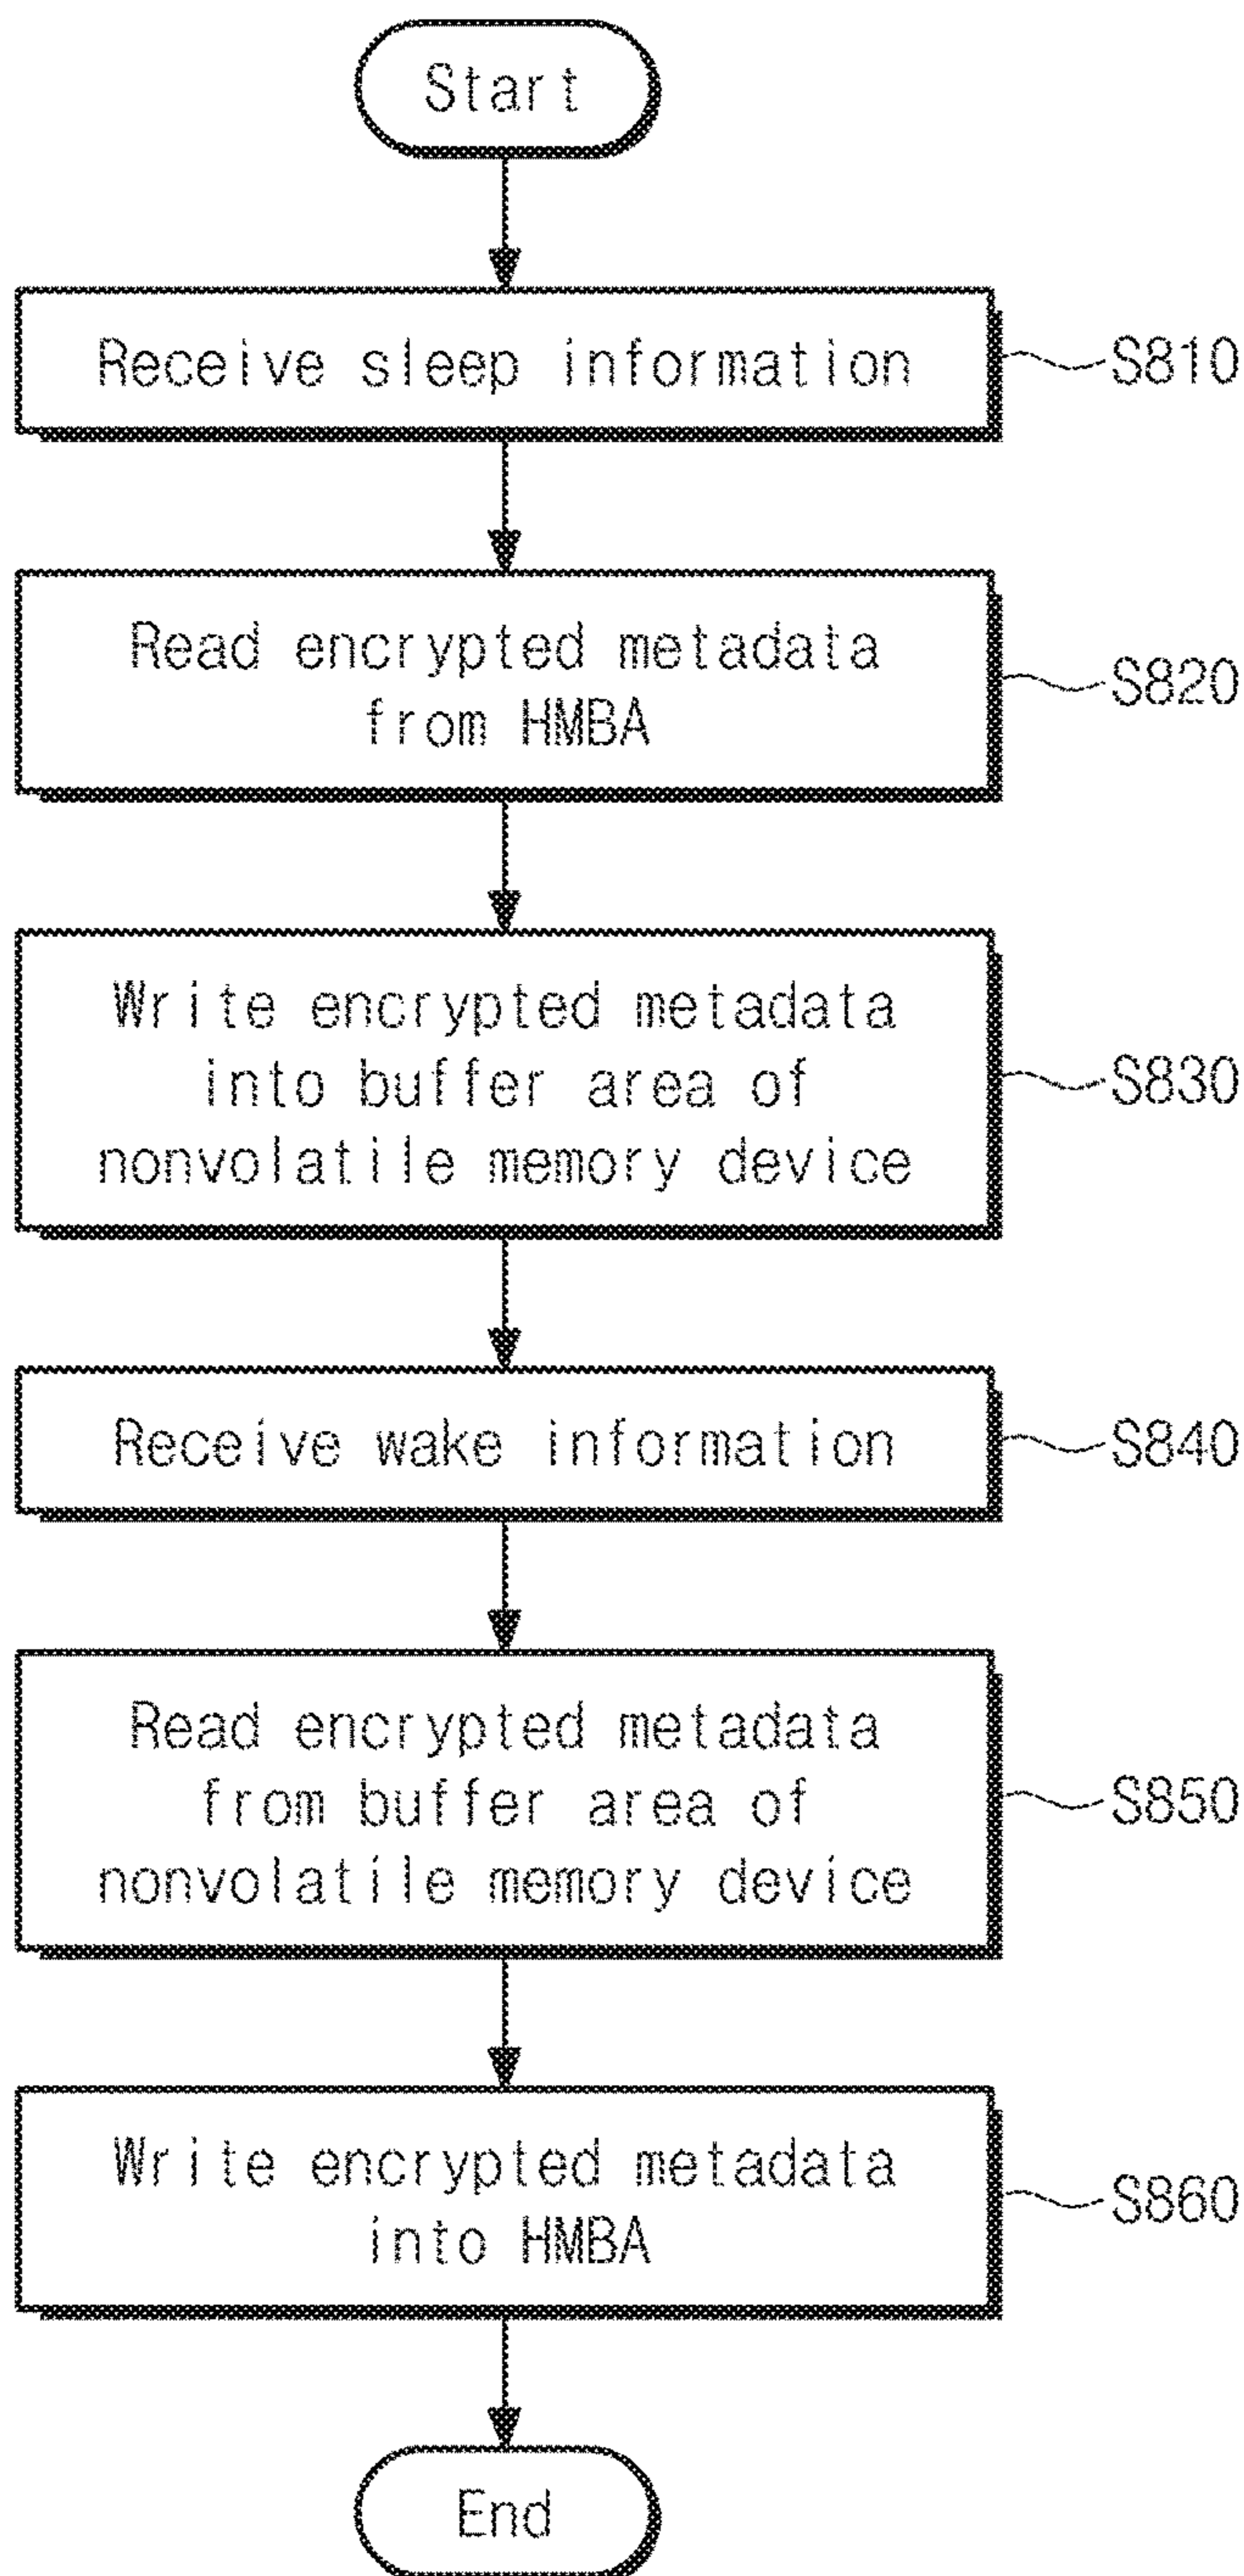 Start
Receive sleep information
S810
Read encrypted metadata
from HMBA
S820
Write encrypted metadata
into buffer area of
nonvolatile memory device
S830
Receive wake information
S840
Read encrypted metadata
from buffer area of
nonvolatile memory device
S850
Write encrypted metadata
into HMBA
S860
End